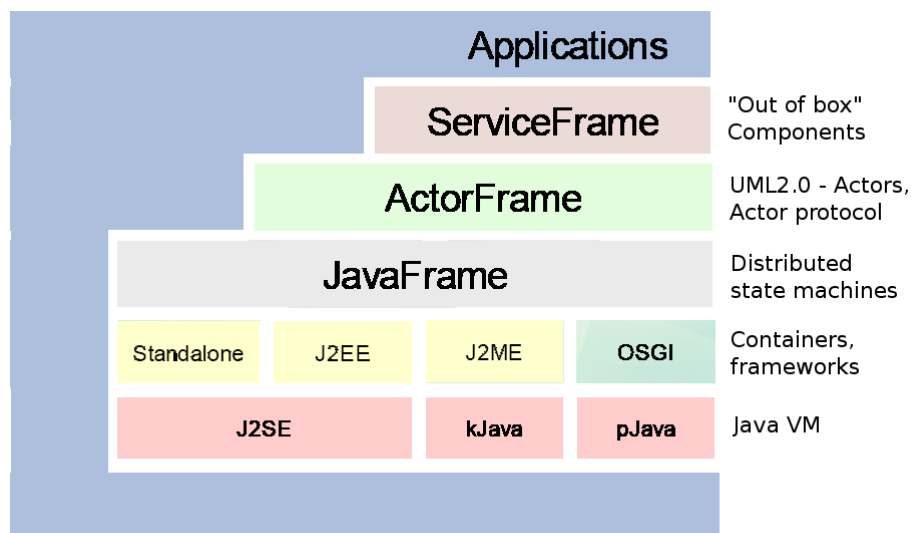 Applications
ServiceFrame
"Out of box"
Components
ActorFrame
UML2.0 - Actors,
Actor protocol
JavaFrame
Distributed
state machines
Standalone J2EE J2ME OSGI
Containers,
frameworks
J2SE kJava pJava
Java VM